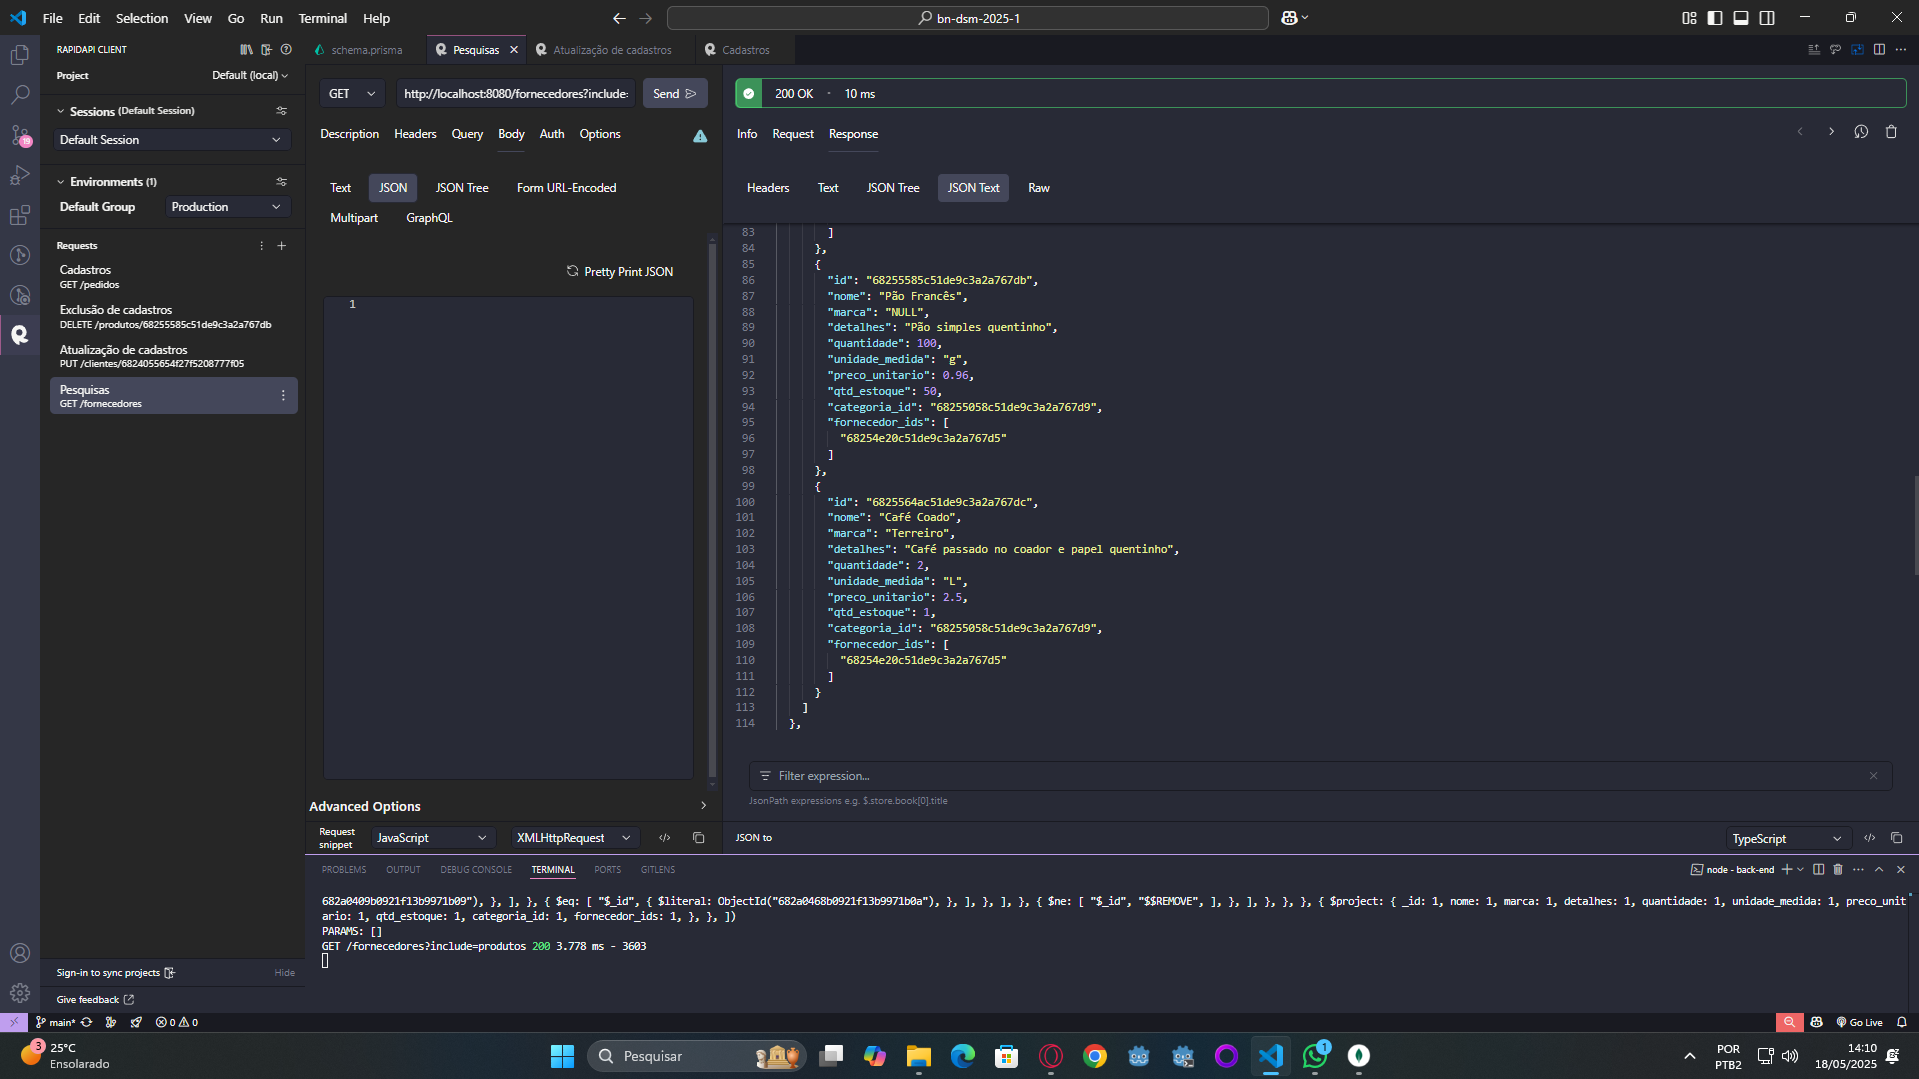 File Edit Selection View Go Run Terminal Help
bn-dsm-2025-1
RAPIDAPI CLIENT
Project
Default (local)
Sessions (Default Session)
Default Session
Environments (1)
Default Group
Production
Requests
Cadastros
GET /pedidos
Exclusão de cadastros
DELETE /produtos/68255585c51de9c3a2a767db
Atualização de cadastros
PUT /clientes/6824055654f27f5208777f05
Pesquisas
GET /fornecedores
Sign-in to sync projects
Hide
Give feedback
schema.prisma
Pesquisas
Atualização de cadastros
Cadastros
GET
http://localhost:8080/fornecedores?include:
Send
Description Headers Query Body Auth Options
Text JSON JSON Tree Form URL-Encoded
Multipart GraphQL
Pretty Print JSON
1
Advanced Options
Request snippet
JavaScript
XMLHttpRequest
200 OK • 10 ms
Info Request Response
Headers Text JSON Tree JSON Text Raw
83 ]
84 },
85 {
86 "id": "68255585c51de9c3a2a767db",
87 "nome": "Pão Francês",
88 "marca": "NULL",
89 "detalhes": "Pão simples quentinho",
90 "quantidade": 100,
91 "unidade_medida": "g",
92 "preco_unitario": 0.96,
93 "qtd_estoque": 50,
94 "categoria_id": "68255058c51de9c3a2a767d9",
95 "fornecedor_ids": [
96 "68254e20c51de9c3a2a767d5"
97 ]
98 },
99 {
100 "id": "6825564ac51de9c3a2a767dc",
101 "nome": "Café Coado",
102 "marca": "Terreiro",
103 "detalhes": "Café passado no coador e papel quentinho",
104 "quantidade": 2,
105 "unidade_medida": "L",
106 "preco_unitario": 2.5,
107 "qtd_estoque": 1,
108 "categoria_id": "68255058c51de9c3a2a767d9",
109 "fornecedor_ids": [
110 "68254e20c51de9c3a2a767d5"
111 ]
112 }
113 ]
114 },
Filter expression...
JsonPath expressions e.g. $.store.book[0].title
JSON to
TypeScript
PROBLEMS OUTPUT DEBUG CONSOLE TERMINAL PORTS GITLENS
node - back-end
682a0409b0921f13b9971b09"), }, ], }, { $eq: [ "$_id", { $literal: ObjectId("682a0468b0921f13b9971b0a"), }, ], }, ], }, { $ne: [ "$_id", "$$REMOVE", ], }, ], }, }, }, { $project: { _id: 1, nome: 1, marca: 1, detalhes: 1, quantidade: 1, unidade_medida: 1, preco_unit
ario: 1, qtd_estoque: 1, categoria_id: 1, fornecedor_ids: 1, }, }, ])
PARAMS: []
GET /fornecedores?include=produtos 200 3.778 ms - 3603
main*
0 0
Go Live
3
25°C
Ensolarado
Pesquisar
1
POR
PTB2
14:10
18/05/2025